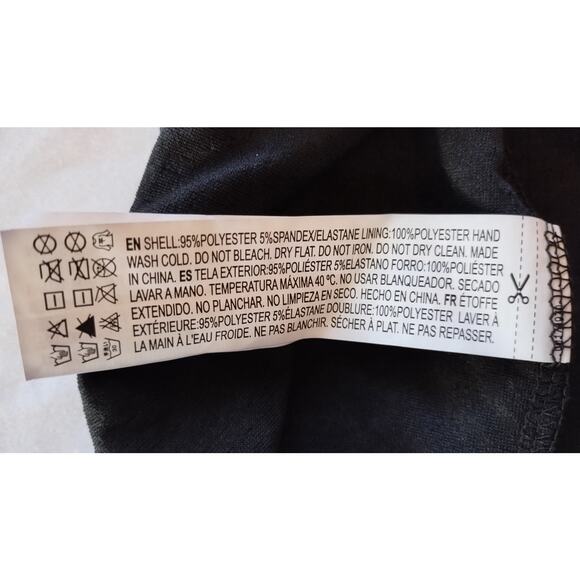 EN SHELL:95%POLYESTER 5%SPANDEX/ELASTANE LINING:100%POLYESTER HAND
WASH COLD. DO NOT BLEACH. DRY FLAT. DO NOT IRON. DO NOT DRY CLEAN. MADE
IN CHINA. ES TELA EXTERIOR:95%POLIÉSTER 5%ELASTANO FORRO:100%POLIÉSTER
LAVAR A MANO. TEMPERATURA MÁXIMA 40 ºC. NO USAR BLANQUEADOR. SECADO
EXTENDIDO. NO PLANCHAR. NO LIMPIEZA EN SECO. HECHO EN CHINA. FR ÉTOFFE
EXTÉRIEURE:95%POLYESTER 5%ÉLASTANE DOUBLURE:100%POLYESTER LAVER À
LA MAIN À L'EAU FROIDE. NE PAS BLANCHIR. SÉCHER À PLAT. NE PAS REPASSER.